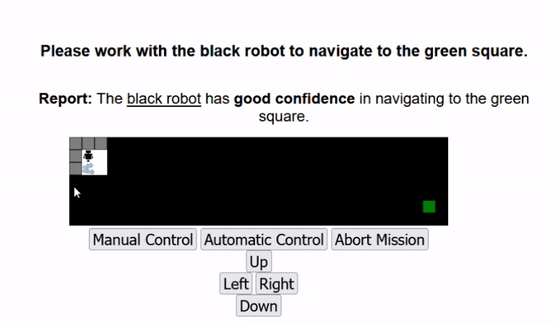 Please work with the black robot to navigate to the green square.
Report: The black robot has good confidence in navigating to the green
square.
Manual Control Automatic Control Abort Mission
Up
Left Right
Down